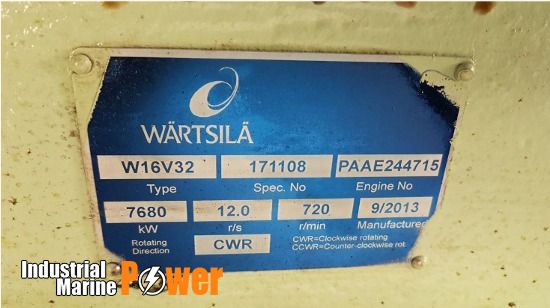 WÄRTSILÄ
W16V32 171108 PAAE244715
Type Spec. No Engine No
7680 12.0 720 9/2013
kW r/s r/min Manufactured
Rotating Direction CWR CWR=Clockwise rotating
CCWR=Counter-clockwise rot.
Industrial Marine Power